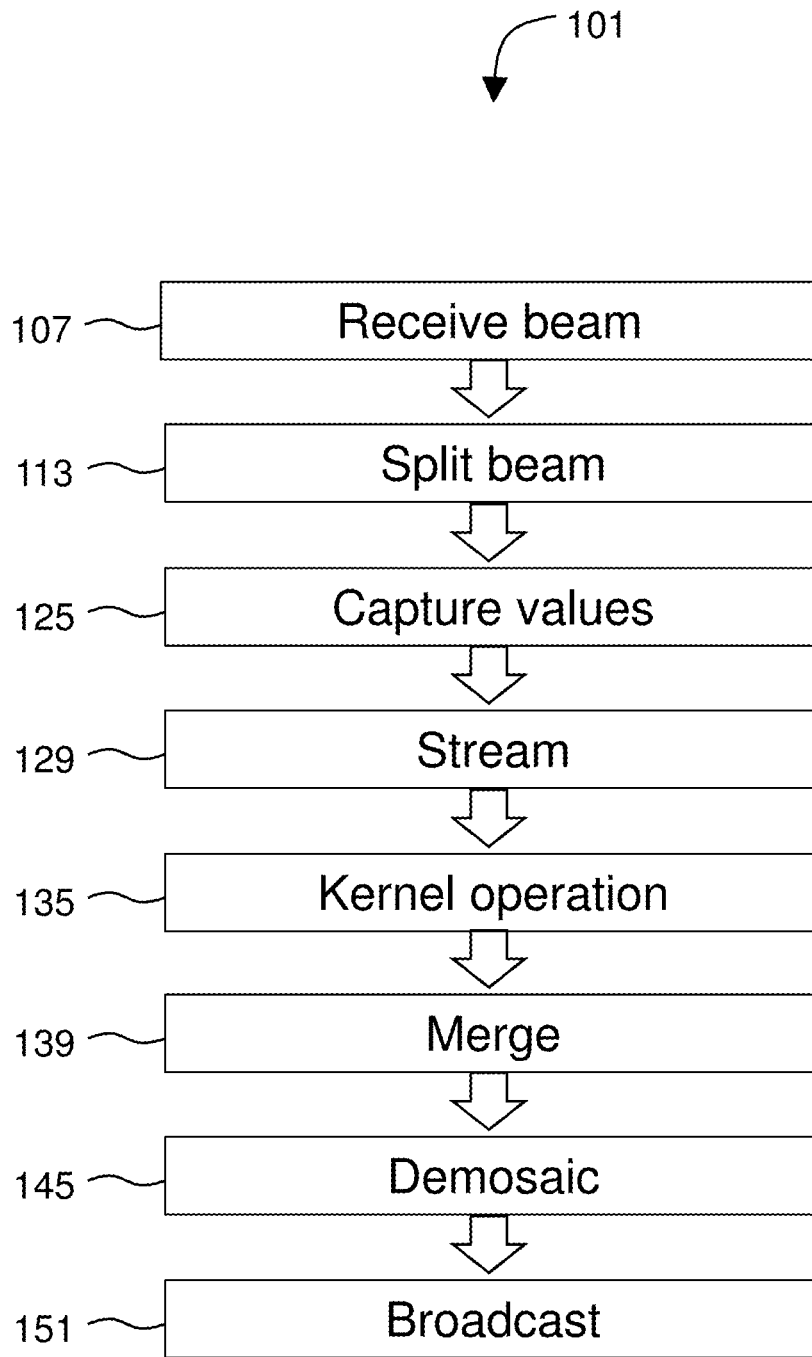 101
107 Receive beam
113 Split beam
125 Capture values
129 Stream
135 Kernel operation
139 Merge
145 Demosaic
151 Broadcast